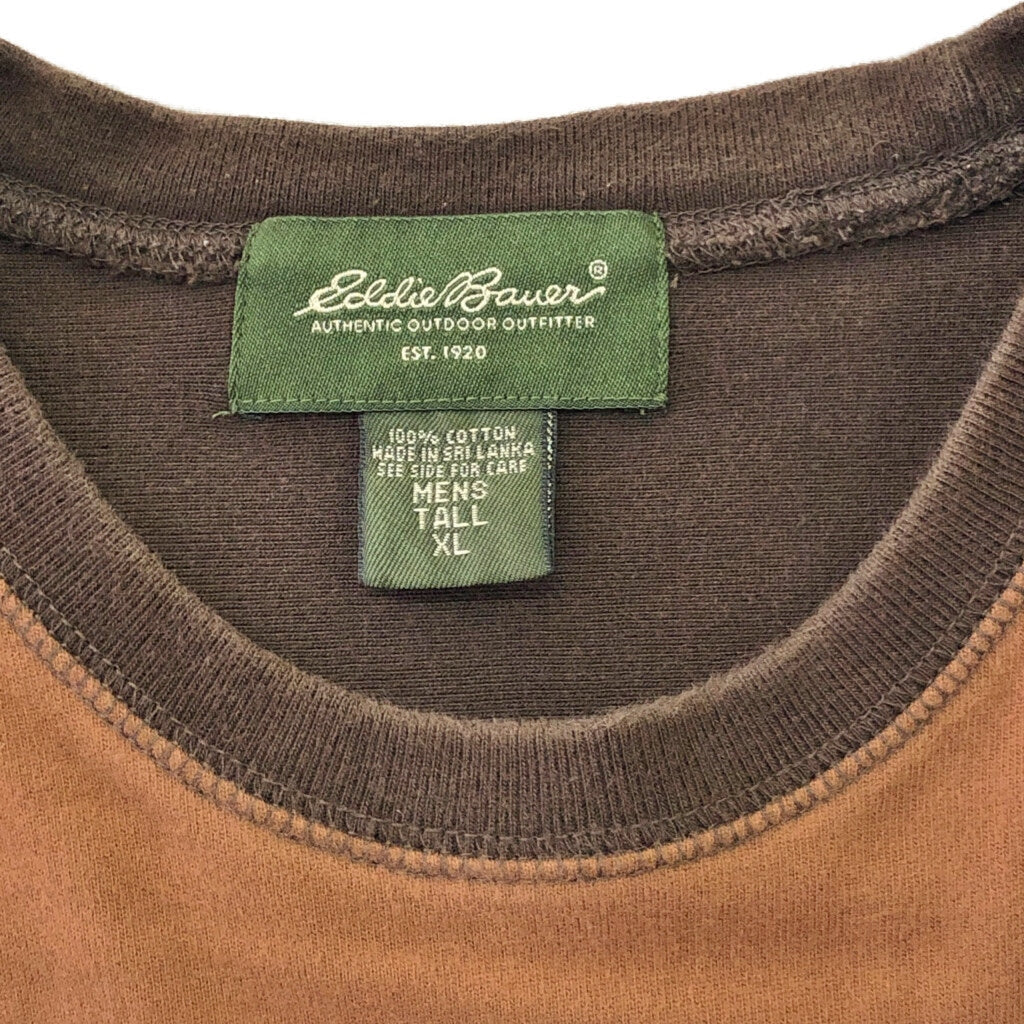 Eddie Bauer®
AUTHENTIC OUTDOOR OUTFITTER
EST. 1920
100% COTTON
MADE IN SRI LANKA
SEE SIDE FOR CARE
MENS
TALL
XL